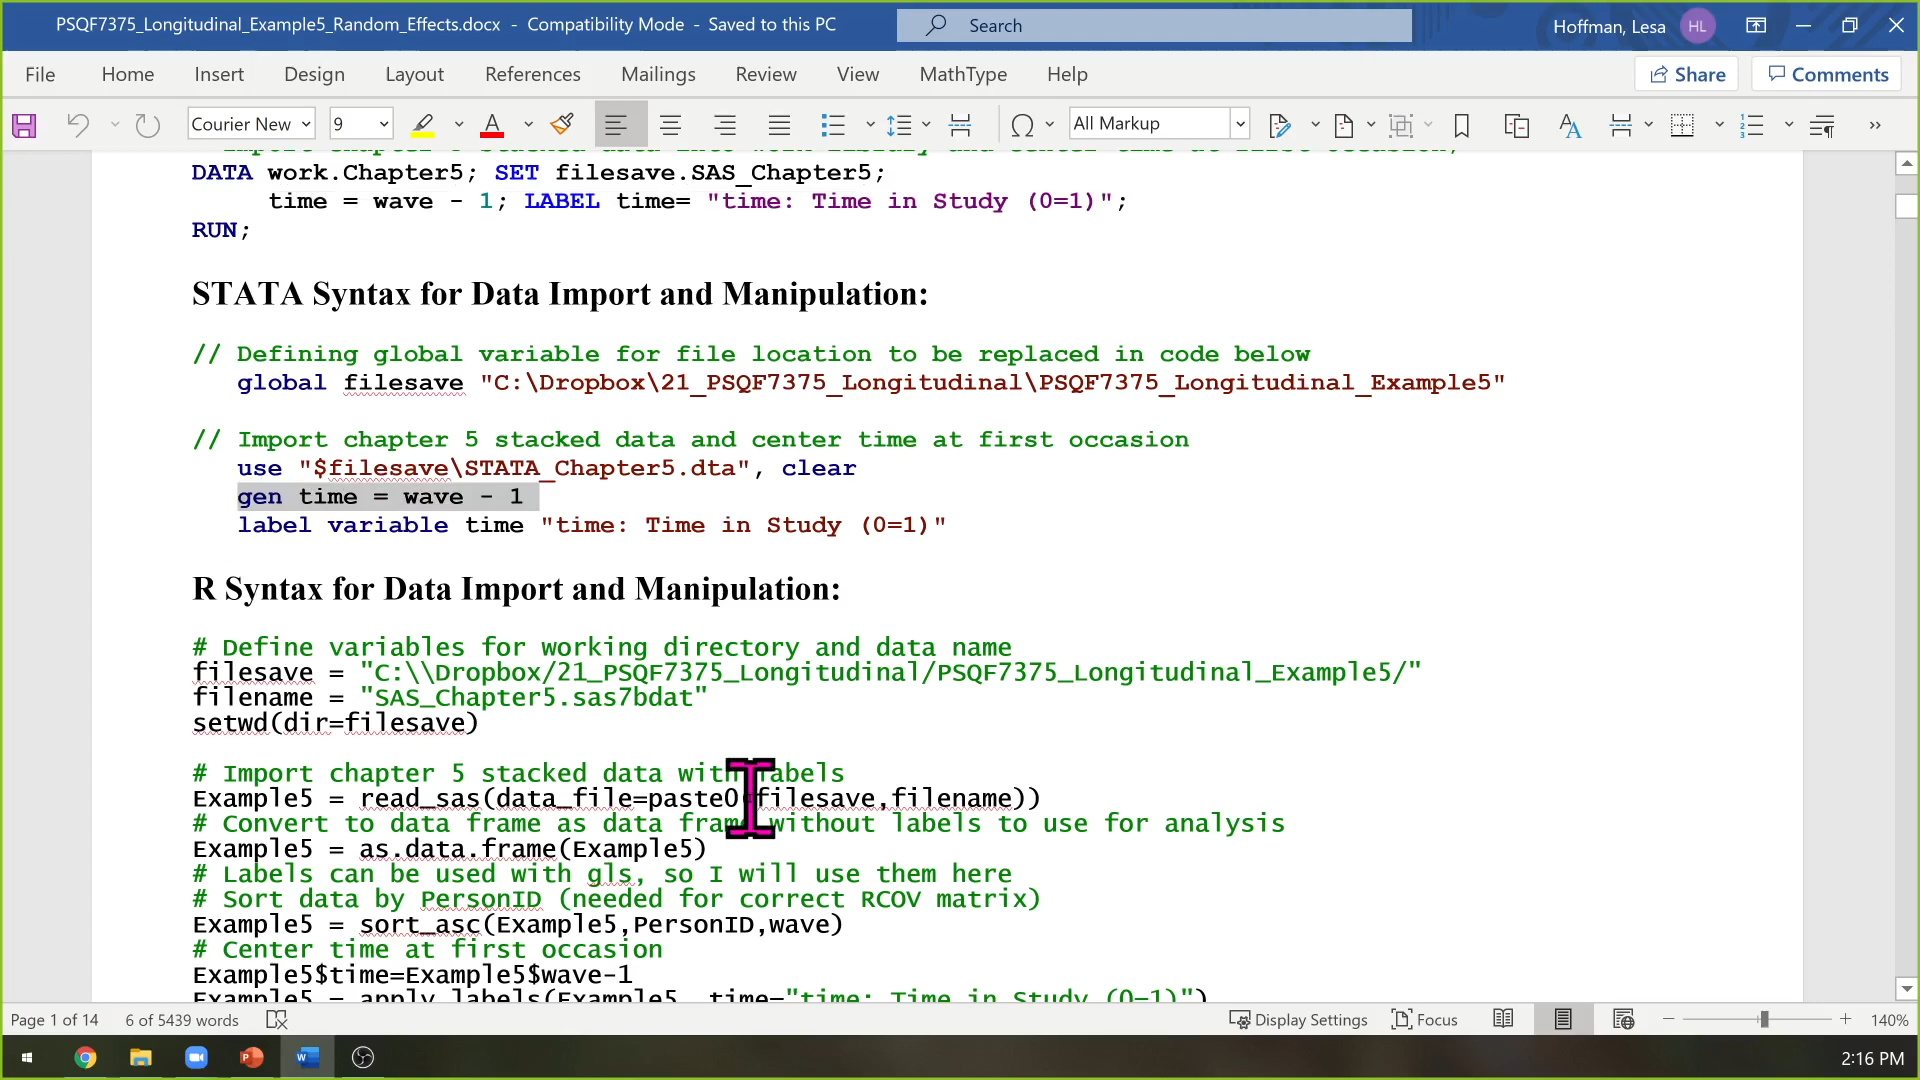 PSQF7375_Longitudinal_Example5_Random_Effects.docx - Compatibility Mode - Saved to this PC
Search
Hoffman, Lesa
HL
File Home Insert Design Layout References Mailings Review View MathType Help
Share
Comments
Courier New
9
All Markup
DATA work.Chapter5; SET filesave.SAS_Chapter5;
time = wave - 1; LABEL time= "time: Time in Study (0=1)";
RUN;
STATA Syntax for Data Import and Manipulation:
// Defining global variable for file location to be replaced in code below
global filesave "C:\Dropbox\21_PSQF7375_Longitudinal\PSQF7375_Longitudinal_Example5"
// Import chapter 5 stacked data and center time at first occasion
use "$filesave\STATA_Chapter5.dta", clear
gen time = wave - 1
label variable time "time: Time in Study (0=1)"
R Syntax for Data Import and Manipulation:
# Define variables for working directory and data name
filesave = "C:\\Dropbox/21_PSQF7375_Longitudinal/PSQF7375_Longitudinal_Example5/"
filename = "SAS_Chapter5.sas7bdat"
setwd(dir=filesave)
# Import chapter 5 stacked data with labels
Example5 = read_sas(data_file=paste0(filesave,filename))
# Convert to data frame as data frame without labels to use for analysis
Example5 = as.data.frame(Example5)
# Labels can be used with gls, so I will use them here
# Sort data by PersonID (needed for correct RCOV matrix)
Example5 = sort_asc(Example5,PersonID,wave)
# Center time at first occasion
Example5$time=Example5$wave-1
Example5 = apply_labels(Example5, time="time: Time in Study (0=1)")
Page 1 of 14
6 of 5439 words
Display Settings
Focus
140%
2:16 PM